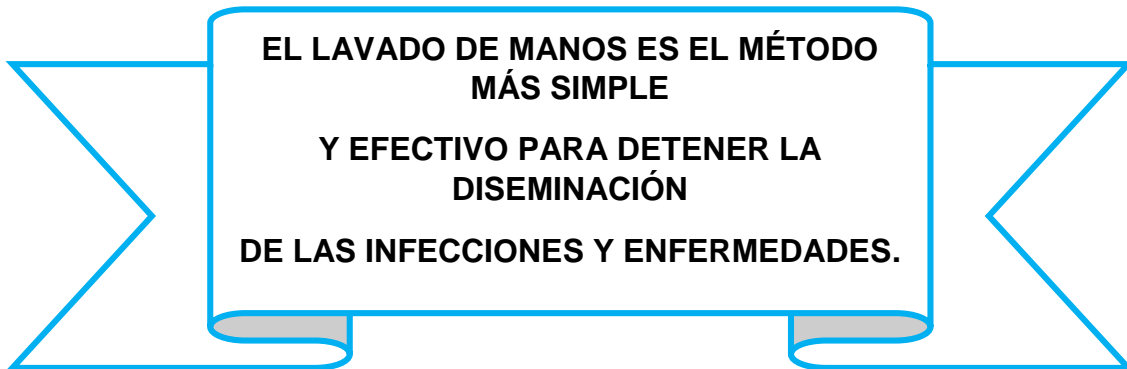 EL LAVADO DE MANOS ES EL MÉTODO
MÁS SIMPLE
Y EFECTIVO PARA DETENER LA
DISEMINACIÓN
DE LAS INFECCIONES Y ENFERMEDADES.